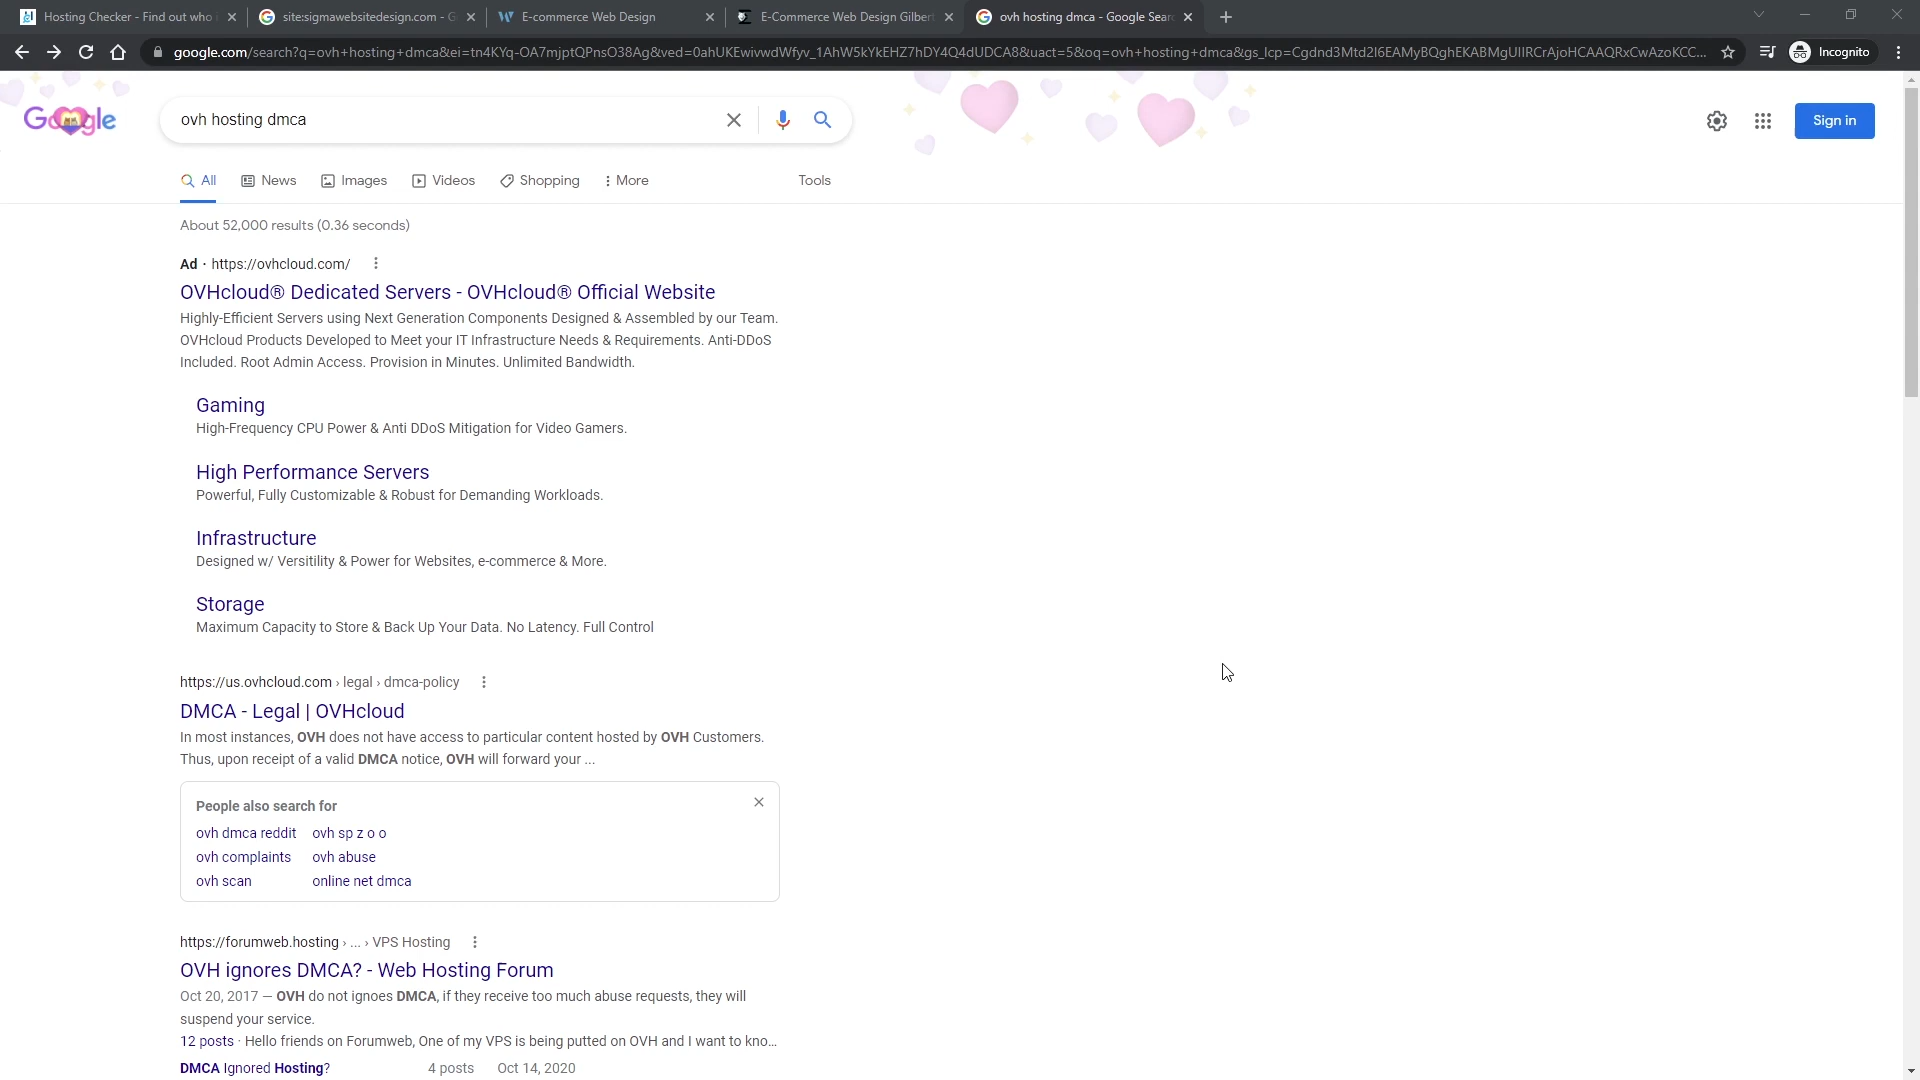 Hosting Checker - Find out who
site:sigmawebsitedesign.com - G
E-commerce Web Design
E-Commerce Web Design Gilbert
ovh hosting dmca - Google Sear
google.com/search?q=ovh+hosting+dmca&ei=tn4KYq-OA7mjptQPnsO38Ag&ved=0ahUKEwivwdWfyv_1AhW5kYkEHZ7hDY4Q4dUDCA8&uact=5&oq=ovh+hosting+dmca&gs_lcp=Cgdnd3Mtd2l6EAMyBQghEKABMgUIIRCrAjoHCAAQRxCwAzoKCC...
Incognito
Google
ovh hosting dmca
Sign in
All
News
Images
Videos
Shopping
More
Tools
About 52,000 results (0.36 seconds)
Ad · https://ovhcloud.com/
OVHcloud® Dedicated Servers - OVHcloud® Official Website
Highly-Efficient Servers using Next Generation Components Designed & Assembled by our Team.
OVHcloud Products Developed to Meet your IT Infrastructure Needs & Requirements. Anti-DDoS
Included. Root Admin Access. Provision in Minutes. Unlimited Bandwidth.
Gaming
High-Frequency CPU Power & Anti DDoS Mitigation for Video Gamers.
High Performance Servers
Powerful, Fully Customizable & Robust for Demanding Workloads.
Infrastructure
Designed w/ Versitility & Power for Websites, e-commerce & More.
Storage
Maximum Capacity to Store & Back Up Your Data. No Latency. Full Control
https://us.ovhcloud.com › legal › dmca-policy
DMCA - Legal | OVHcloud
In most instances, OVH does not have access to particular content hosted by OVH Customers.
Thus, upon receipt of a valid DMCA notice, OVH will forward your ...
People also search for
ovh dmca reddit ovh sp z o o
ovh complaints ovh abuse
ovh scan online net dmca
https://forumweb.hosting › ... › VPS Hosting
OVH ignores DMCA? - Web Hosting Forum
Oct 20, 2017 — OVH do not ignoes DMCA, if they receive too much abuse requests, they will
suspend your service.
12 posts · Hello friends on Forumweb, One of my VPS is being putted on OVH and I want to kno...
DMCA Ignored Hosting? 4 posts Oct 14, 2020